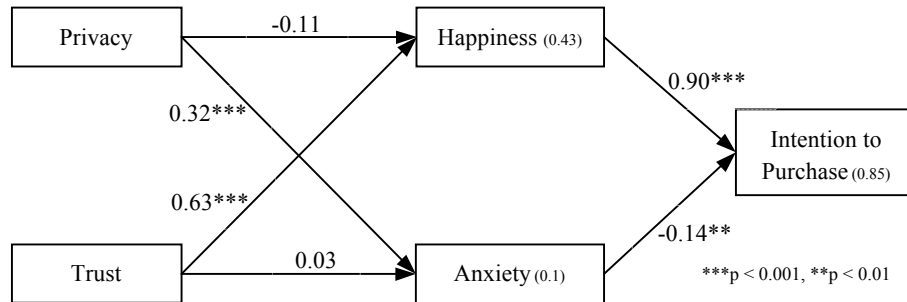 Privacy
-0.11
Happiness (0.43)
0.32***
0.90***
Intention to
Purchase (0.85)
0.63***
-0.14**
Trust
0.03
Anxiety (0.1)
***p < 0.001, **p < 0.01